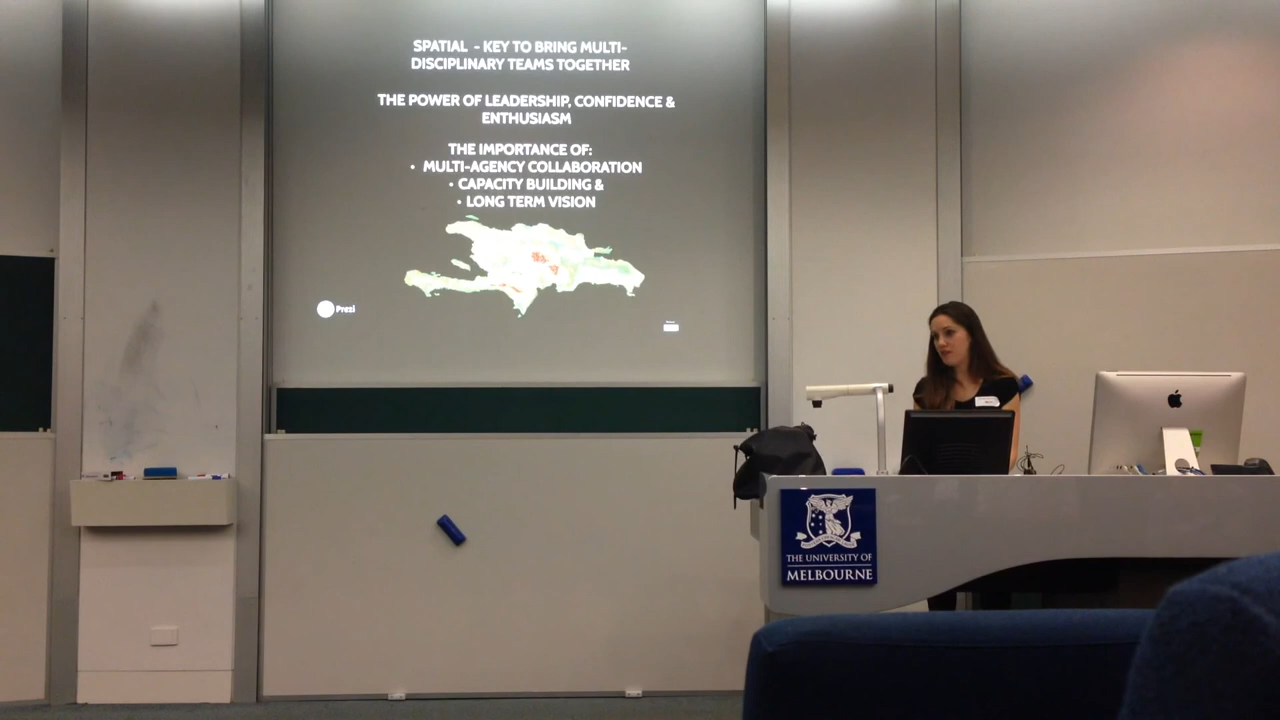 SPATIAL - KEY TO BRING MULTI-
DISCIPLINARY TEAMS TOGETHER
THE POWER OF LEADERSHIP, CONFIDENCE &
ENTHUSIASM
THE IMPORTANCE OF:
• MULTI-AGENCY COLLABORATION
• CAPACITY BUILDING &
• LONG TERM VISION
Prezi
THE UNIVERSITY OF
MELBOURNE